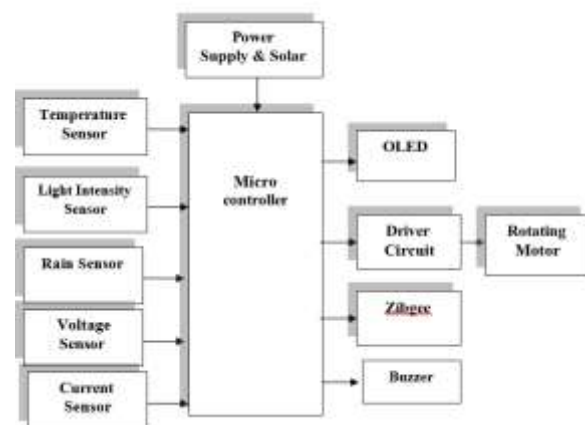 Power
Supply & Solar
Temperature
Sensor
Light Intensity
Sensor
Rain Sensor
Voltage
Sensor
Current
Sensor
Micro
controller
OLED
Driver
Circuit
Rotating
Motor
Zibgee
Buzzer